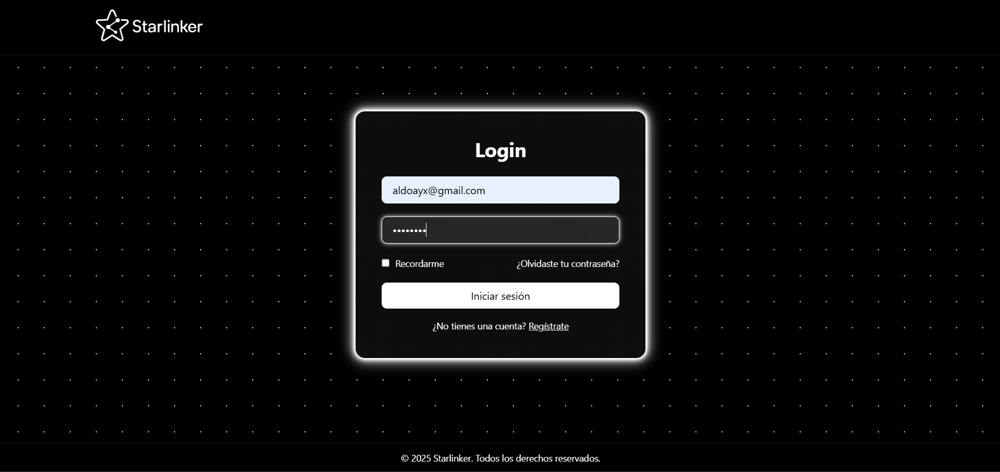 Starlinker
Login
aldoayx@gmail.com
••••••••
Recordarme
¿Olvidaste tu contraseña?
Iniciar sesión
¿No tienes una cuenta? Regístrate
© 2025 Starlinker. Todos los derechos reservados.